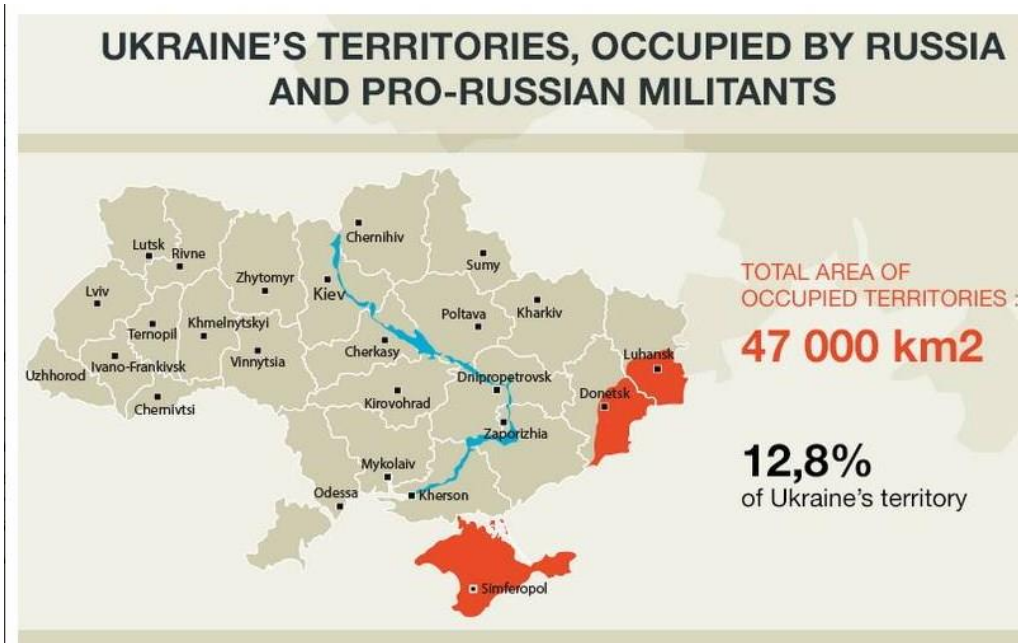 UKRAINE'S TERRITORIES, OCCUPIED BY RUSSIA
AND PRO-RUSSIAN MILITANTS
Chernihiv
Lutsk
Rivne
Sumy
Zhytomyr
Kiev
Lviv
Kharkiv
Poltava
Ternopil
Khmelnytskyi
Cherkasy
Vinnytsia
Luhansk
Ivano-Frankivsk
Uzhhorod
Dnipropetrovsk
Donetsk
Kirovohrad
Chernivtsi
Zaporizhia
Mykolaiv
Odessa
Kherson
Simferopol
TOTAL AREA OF
OCCUPIED TERRITORIES :
47 000 km2
12,8%
of Ukraine's territory